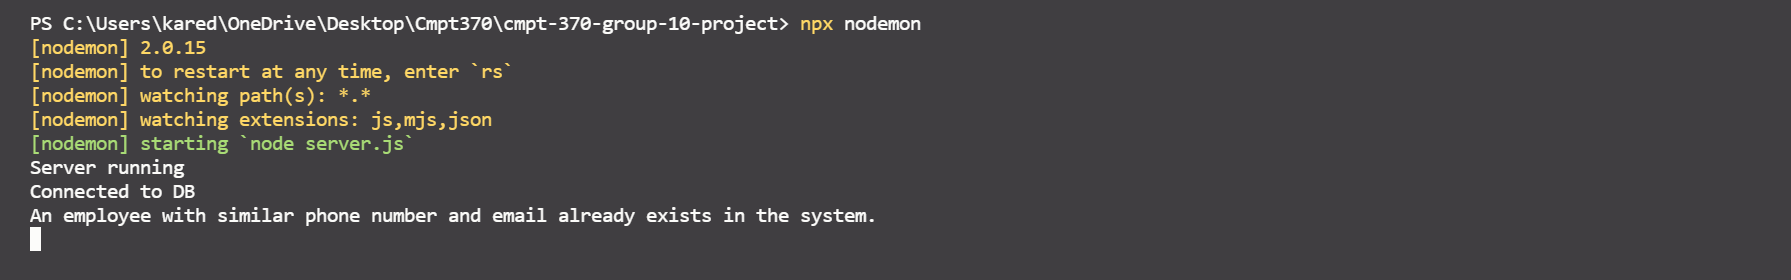 PS C:\Users\kared\OneDrive\Desktop\Cmpt370\cmpt-370-group-10-project> npx nodemon
[nodemon] 2.0.15
[nodemon] to restart at any time, enter `rs`
[nodemon] watching path(s): *.*
[nodemon] watching extensions: js,mjs,json
[nodemon] starting `node server.js`
Server running
Connected to DB
An employee with similar phone number and email already exists in the system.